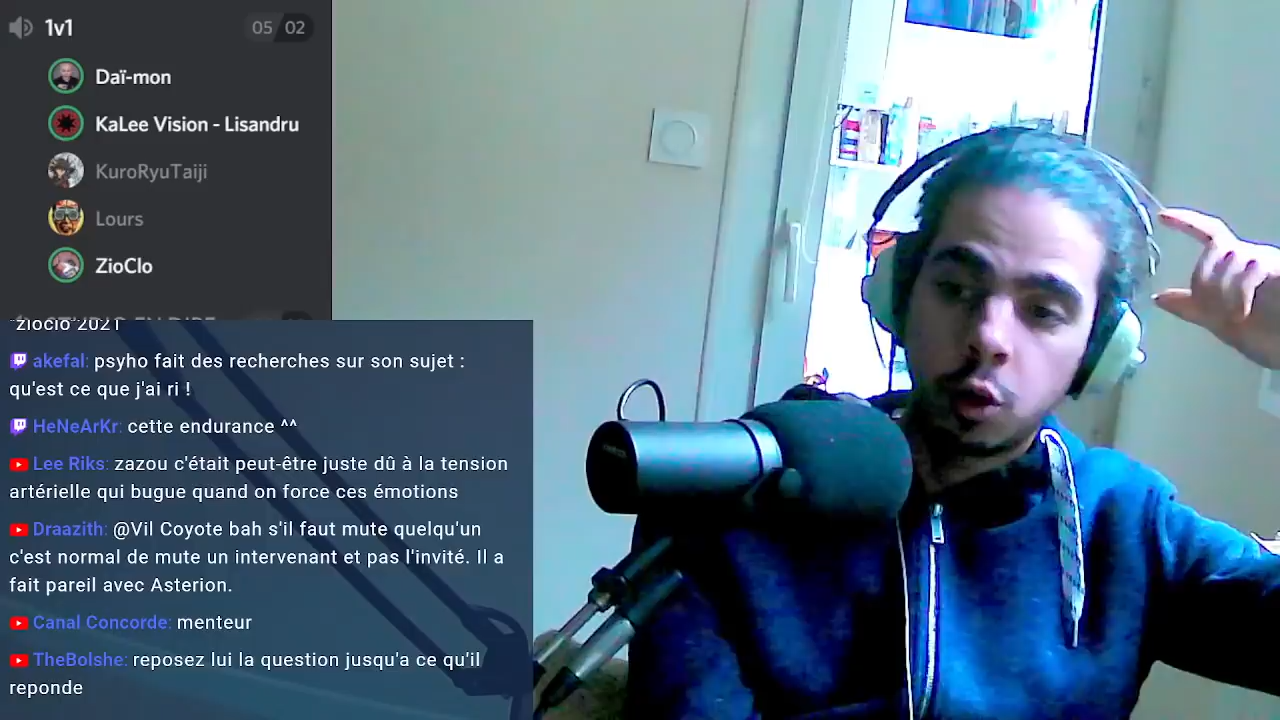 1v1
05 02
Daï-mon
KaLee Vision - Lisandru
KuroRyuTaiji
Lours
ZioClo
zioclo 2021
akefal: psyho fait des recherches sur son sujet :
qu'est ce que j'ai ri !
HeNeArKr: cette endurance ^^
Lee Riks: zazou c'était peut-être juste dû à la tension
artérielle qui bugue quand on force ces émotions
Draazith: @Vil Coyote bah s'il faut mute quelqu'un
c'est normal de mute un intervenant et pas l'invité. Il a
fait pareil avec Asterion.
Canal Concorde: menteur
TheBolshe: reposez lui la question jusqu'a ce qu'il
reponde